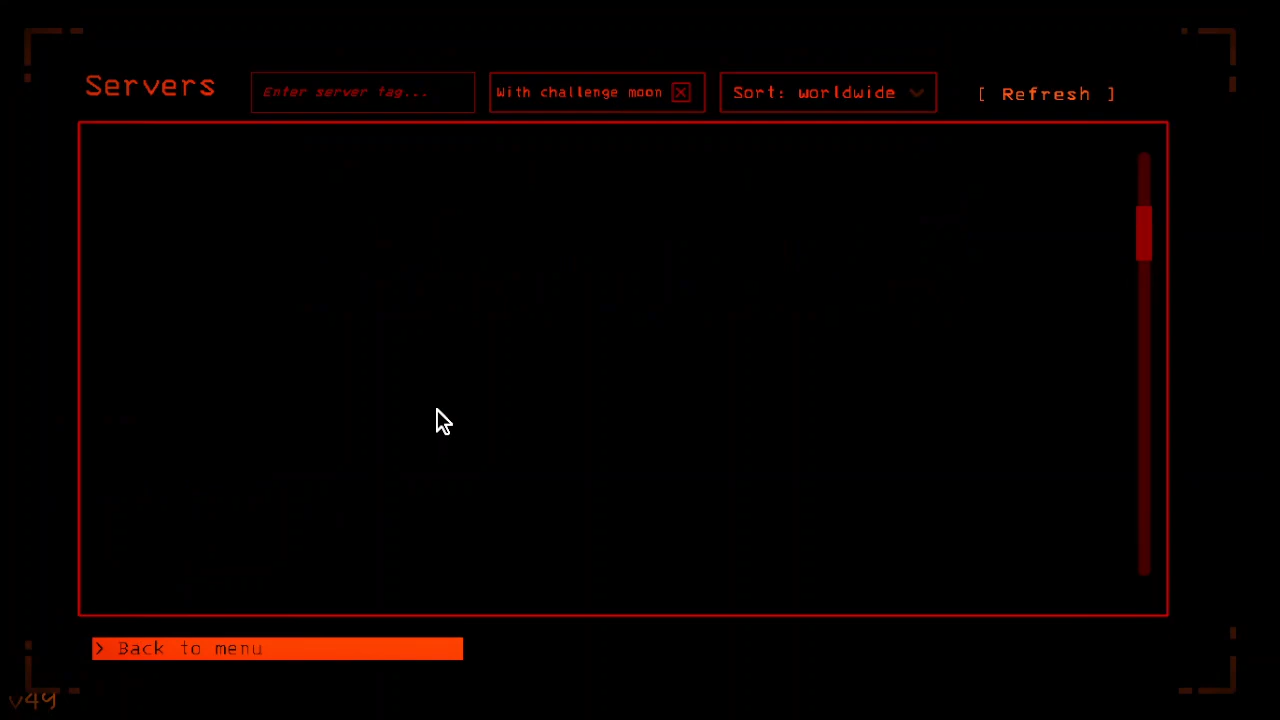 Servers
Enter server tag...
With challenge moon
Sort: worldwide
[ Refresh ]
> Back to menu
v49